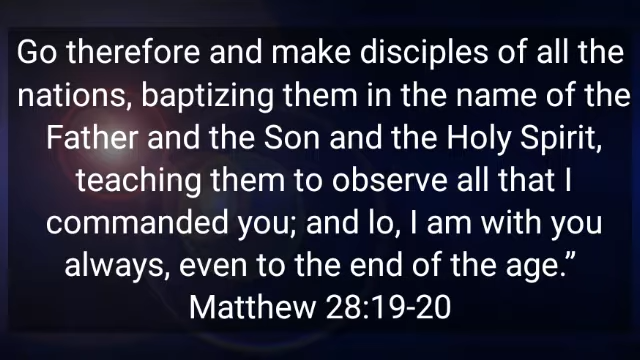 Go therefore and make disciples of all the
nations, baptizing them in the name of the
Father and the Son and the Holy Spirit,
teaching them to observe all that I
commanded you; and lo, I am with you
always, even to the end of the age.”
Matthew 28:19-20